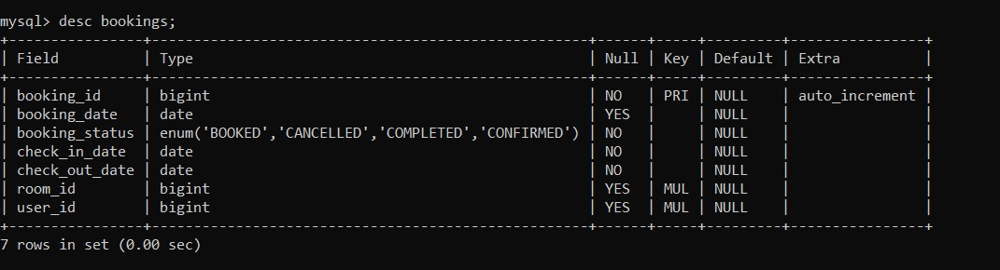 mysql> desc bookings;
+----------------+-------------------------------------------------+------+-----+---------+----------------+
| Field          | Type                                            | Null | Key | Default | Extra          |
+----------------+-------------------------------------------------+------+-----+---------+----------------+
| booking_id     | bigint                                          | NO   | PRI | NULL    | auto_increment |
| booking_date   | date                                            | YES  |     | NULL    |                |
| booking_status | enum('BOOKED','CANCELLED','COMPLETED','CONFIRMED') | NO   |     | NULL    |                |
| check_in_date  | date                                            | NO   |     | NULL    |                |
| check_out_date | date                                            | NO   |     | NULL    |                |
| room_id        | bigint                                          | YES  | MUL | NULL    |                |
| user_id        | bigint                                          | YES  | MUL | NULL    |                |
+----------------+-------------------------------------------------+------+-----+---------+----------------+
7 rows in set (0.00 sec)